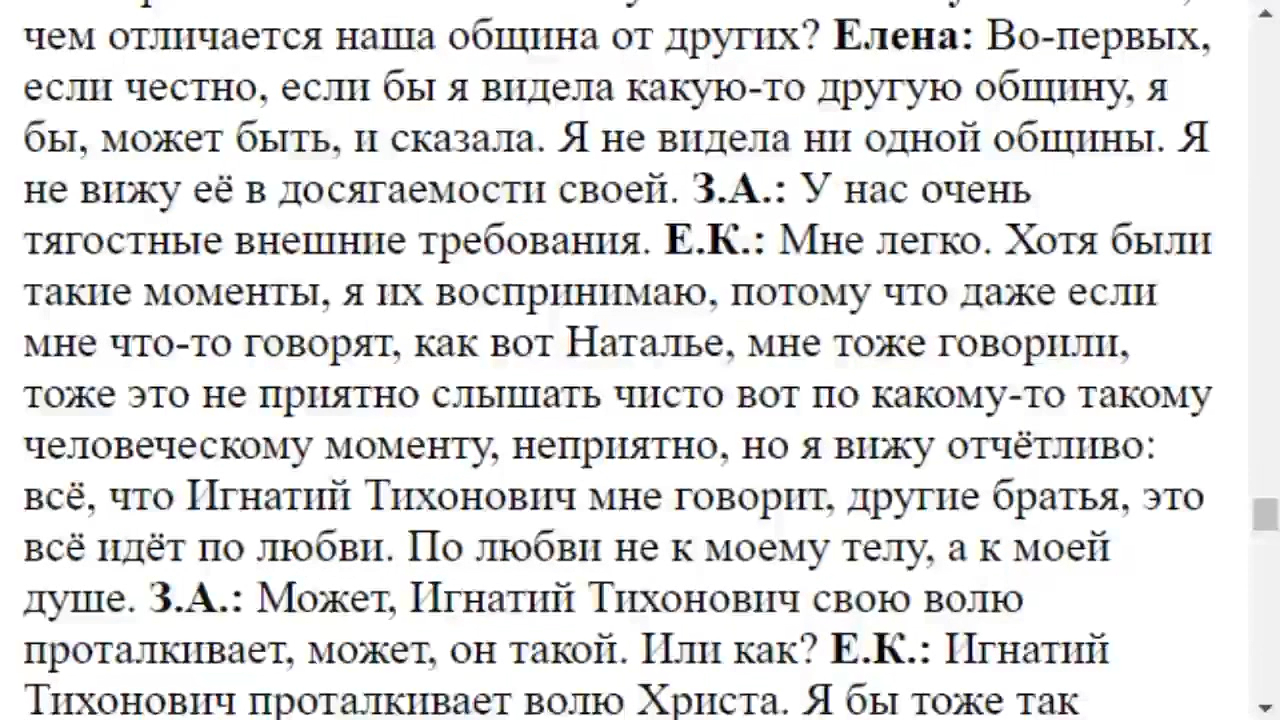 чем отличается наша община от других? Елена: Во-первых,
если честно, если бы я видела какую-то другую общину, я
бы, может быть, и сказала. Я не видела ни одной общины. Я
не вижу её в досягаемости своей. З.А.: У нас очень
тягостные внешние требования. Е.К.: Мне легко. Хотя были
такие моменты, я их воспринимаю, потому что даже если
мне что-то говорят, как вот Наталье, мне тоже говорили,
тоже это не приятно слышать чисто вот по какому-то такому
человеческому моменту, неприятно, но я вижу отчётливо:
всё, что Игнатий Тихонович мне говорит, другие братья, это
всё идёт по любви. По любви не к моему телу, а к моей
душе. З.А.: Может, Игнатий Тихонович свою волю
проталкивает, может, он такой. Или как? Е.К.: Игнатий
Тихонович проталкивает волю Христа. Я бы тоже так